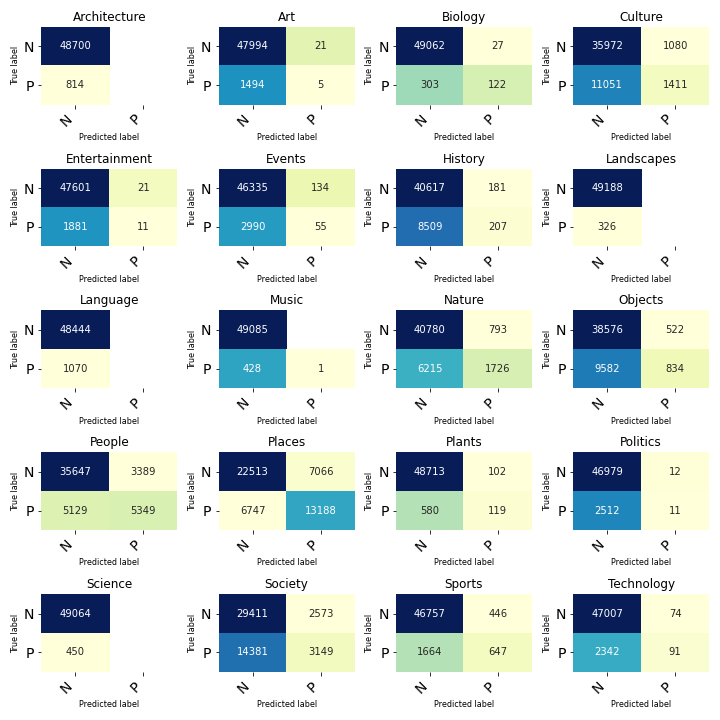 Architecture Art Biology Culture
True label N 48700 True label N 47994 21 True label N 49062 27 True label N 35972 1080
P 814 P 1494 5 P 303 122 P 11051 1411
N P N P N P N P
Predicted label Predicted label Predicted label Predicted label
Entertainment Events History Landscapes
True label N 47601 21 True label N 46335 134 True label N 40617 181 True label N 49188
P 1881 11 P 2990 55 P 8509 207 P 326
N P N P N P N P
Predicted label Predicted label Predicted label Predicted label
Language Music Nature Objects
True label N 48444 True label N 49085 True label N 40780 793 True label N 38576 522
P 1070 P 428 1 P 6215 1726 P 9582 834
N P N P N P N P
Predicted label Predicted label Predicted label Predicted label
People Places Plants Politics
True label N 35647 3389 True label N 22513 7066 True label N 48713 102 True label N 46979 12
P 5129 5349 P 6747 13188 P 580 119 P 2512 11
N P N P N P N P
Predicted label Predicted label Predicted label Predicted label
Science Society Sports Technology
True label N 49064 True label N 29411 2573 True label N 46757 446 True label N 47007 74
P 450 P 14381 3149 P 1664 647 P 2342 91
N P N P N P N P
Predicted label Predicted label Predicted label Predicted label